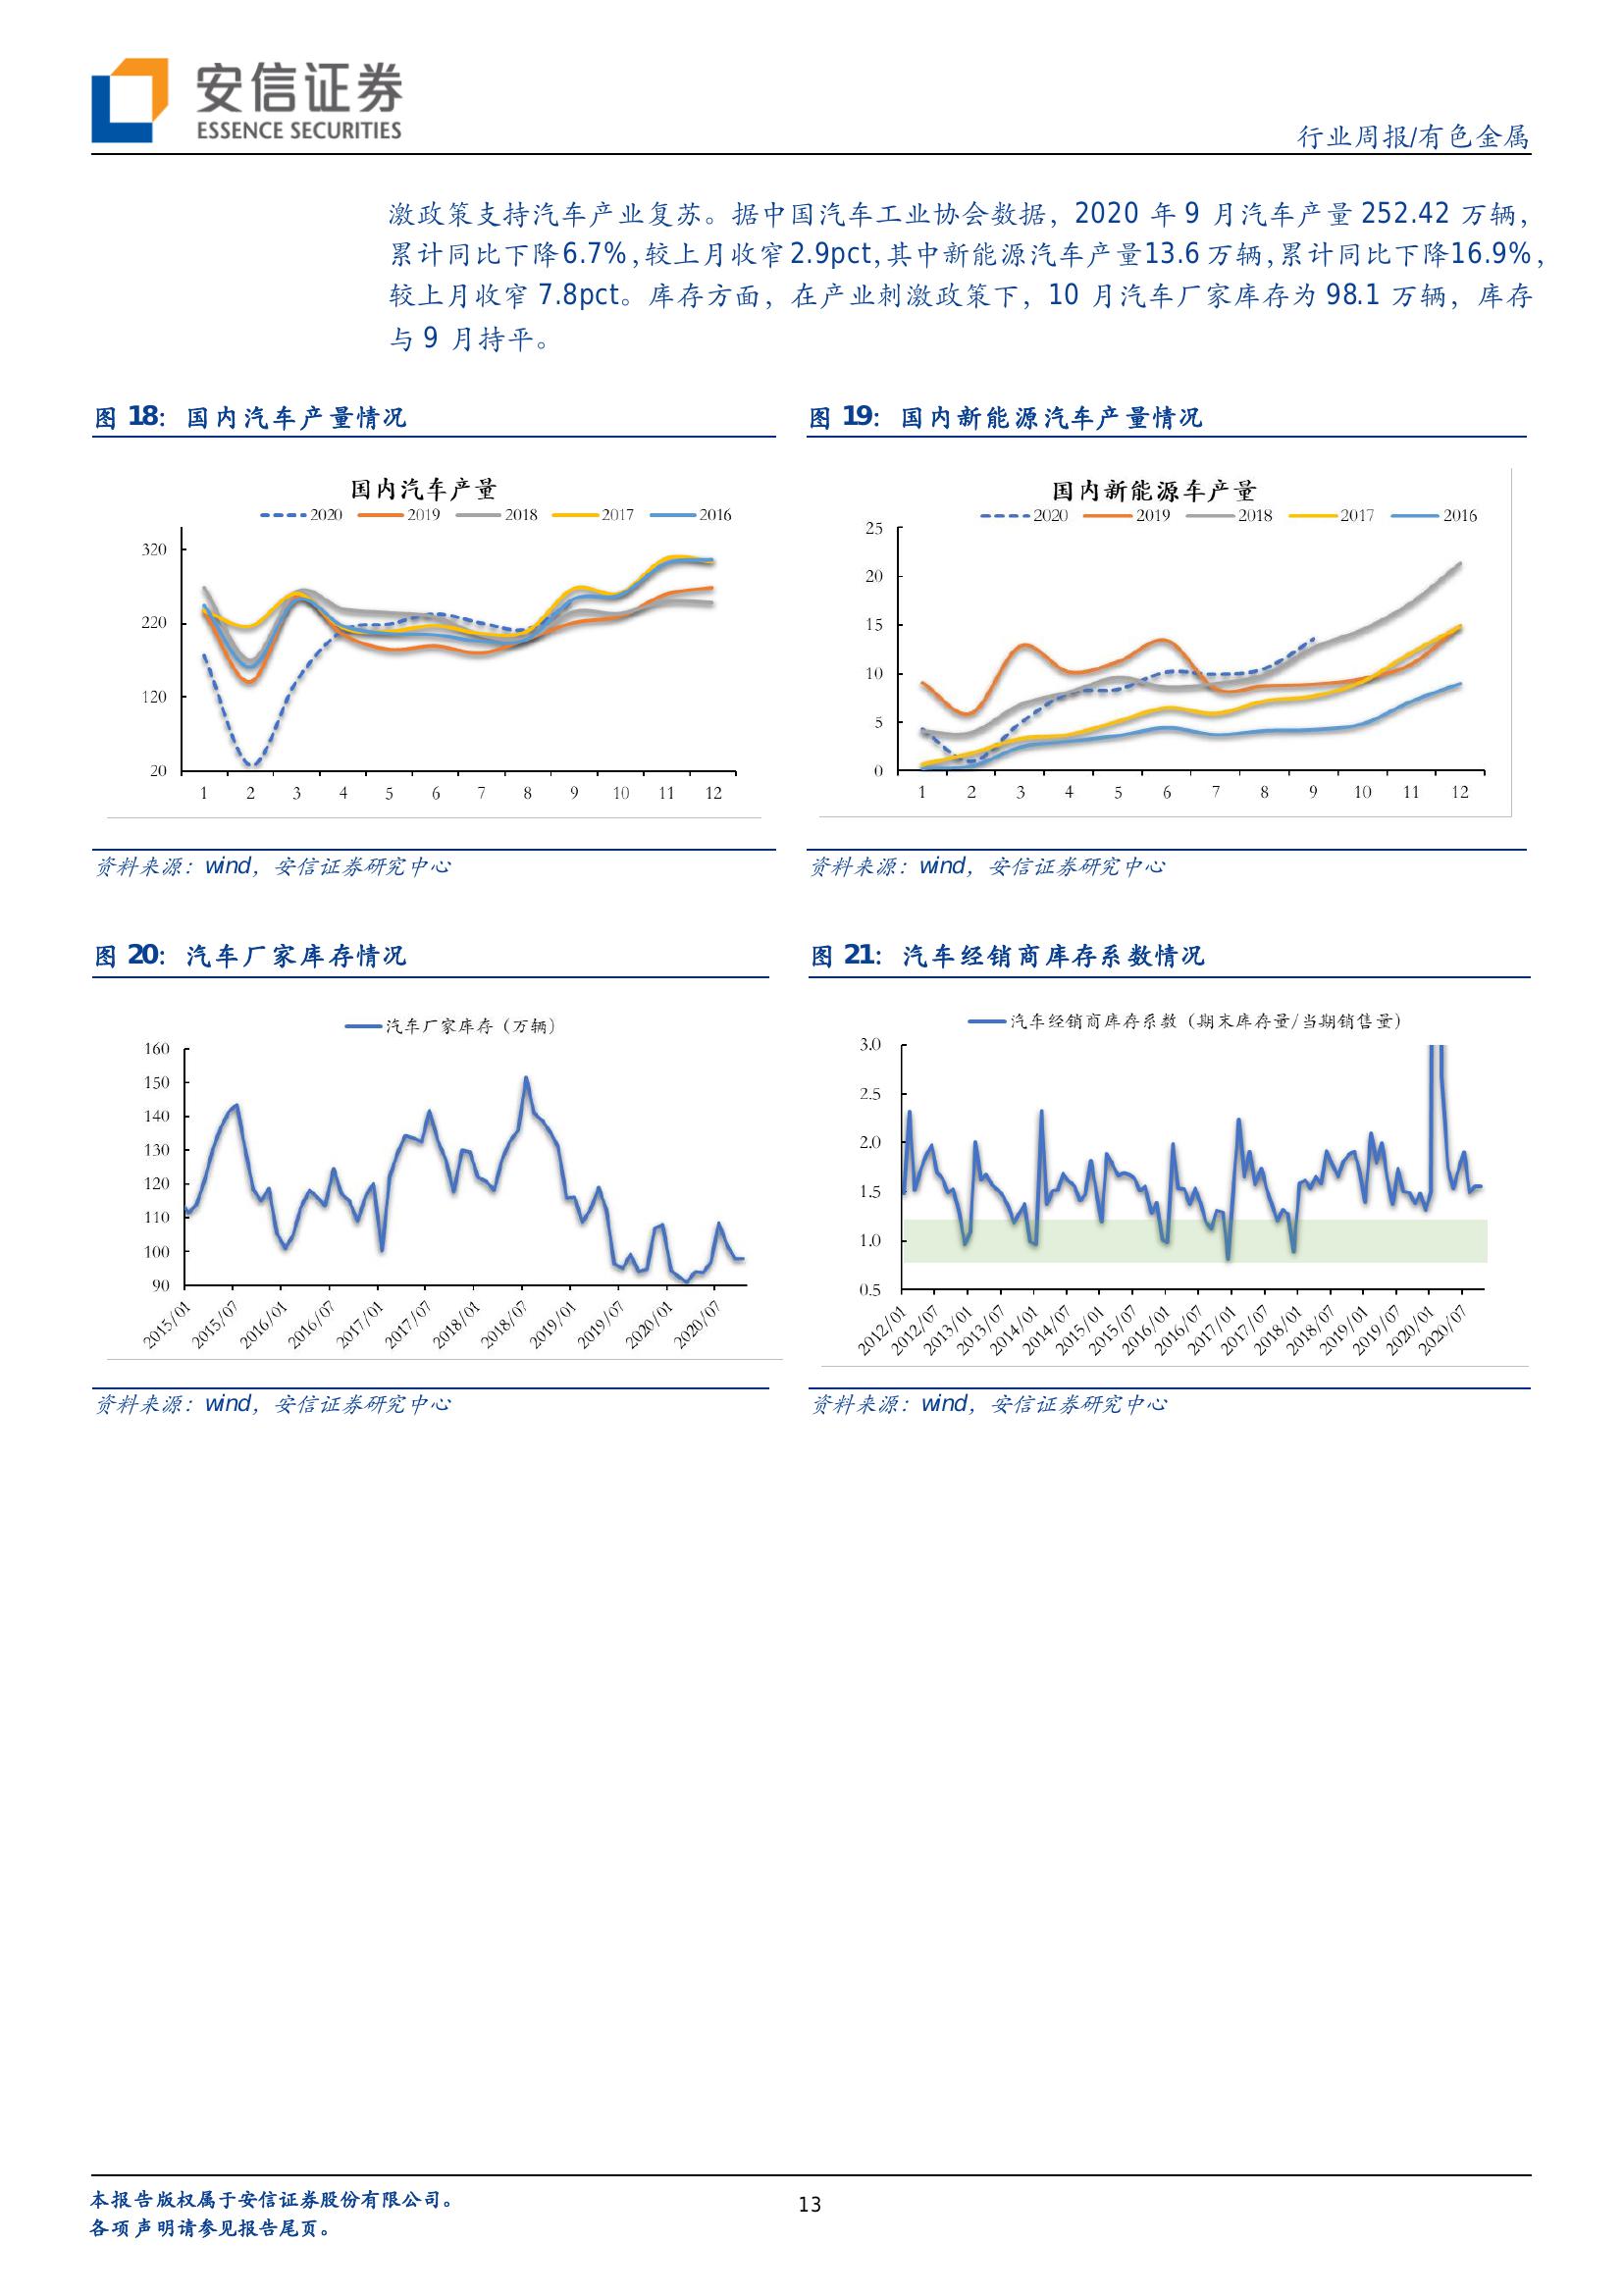 安信证券
ESSENCE SECURITIES
行业周报/有色金属
激政策支持汽车产业复苏。据中国汽车工业协会数据，2020 年 9 月汽车产量 252.42 万辆，
累计同比下降6.7%，较上月收窄2.9pct，其中新能源汽车产量13.6万辆，累计同比下降16.9%，
较上月收窄 7.8pct。库存方面，在产业刺激政策下，10 月汽车厂家库存为 98.1 万辆，库存
与 9 月持平。
图 18：国内汽车产量情况
国内汽车产量
2020 2019 2018 2017 2016
320
220
120
20
1 2 3 4 5 6 7 8 9 10 11 12
资料来源：wind，安信证券研究中心
图 19：国内新能源汽车产量情况
国内新能源车产量
2020 2019 2018 2017 2016
25
20
15
10
5
0
1 2 3 4 5 6 7 8 9 10 11 12
资料来源：wind，安信证券研究中心
图 20：汽车厂家库存情况
汽车厂家库存（万辆）
160
150
140
130
120
110
100
90
2015/01 2015/07 2016/01 2016/07 2017/01 2017/07 2018/01 2018/07 2019/01 2019/07 2020/01 2020/07
资料来源：wind，安信证券研究中心
图 21：汽车经销商库存系数情况
汽车经销商库存系数（期末库存量/当期销售量）
3.0
2.5
2.0
1.5
1.0
0.5
2012/01 2012/07 2013/01 2013/07 2014/01 2014/07 2015/01 2015/07 2016/01 2016/07 2017/01 2017/07 2018/01 2018/07 2019/01 2019/07 2020/01 2020/07
资料来源：wind，安信证券研究中心
本报告版权属于安信证券股份有限公司。
各项声明请参见报告尾页。
13